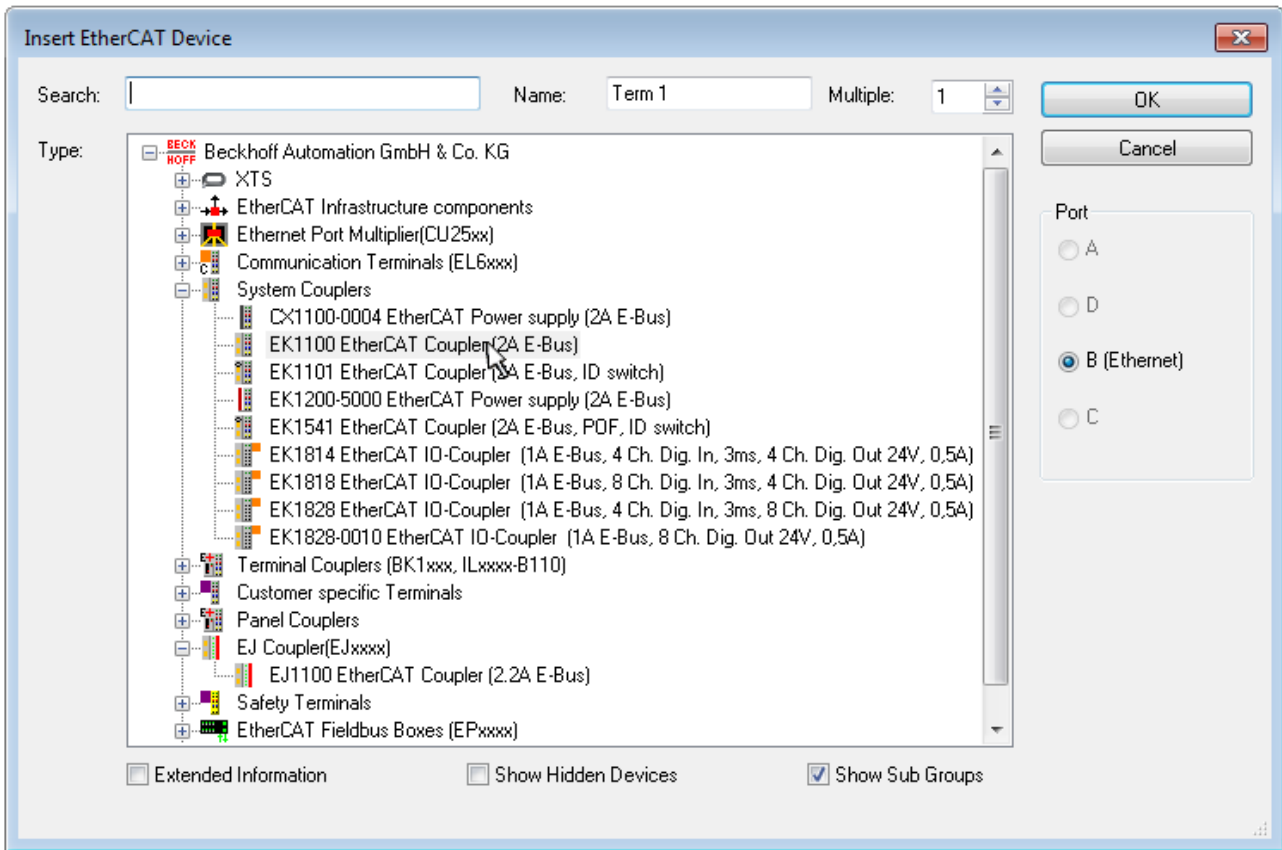 Insert EtherCAT Device
Search: Name: Term 1 Multiple: 1 OK
Type: BECK HOFF Beckhoff Automation GmbH & Co. KG Cancel
XTS
EtherCAT Infrastructure components
Port
Ethernet Port Multiplier(CU25xx)
A
C Communication Terminals (EL6xxx)
System Couplers
CX1100-0004 EtherCAT Power supply (2A E-Bus)
D
EK1100 EtherCAT Coupler (2A E-Bus)
B (Ethernet)
EK1101 EtherCAT Coupler (2A E-Bus, ID switch)
EK1200-5000 EtherCAT Power supply (2A E-Bus)
C
EK1541 EtherCAT Coupler (2A E-Bus, POF, ID switch)
EK1814 EtherCAT IO-Coupler (1A E-Bus, 4 Ch. Dig. In, 3ms, 4 Ch. Dig. Out 24V, 0,5A)
EK1818 EtherCAT IO-Coupler (1A E-Bus, 8 Ch. Dig. In, 3ms, 4 Ch. Dig. Out 24V, 0,5A)
EK1828 EtherCAT IO-Coupler (1A E-Bus, 4 Ch. Dig. In, 3ms, 8 Ch. Dig. Out 24V, 0,5A)
EK1828-0010 EtherCAT IO-Coupler (1A E-Bus, 8 Ch. Dig. Out 24V, 0,5A)
Terminal Couplers (BK1xxx, ILxxxx-B110)
Customer specific Terminals
Panel Couplers
EJ Coupler(EJxxxx)
EJ1100 EtherCAT Coupler (2.2A E-Bus)
Safety Terminals
EtherCAT Fieldbus Boxes (EPxxxx)
Extended Information Show Hidden Devices Show Sub Groups